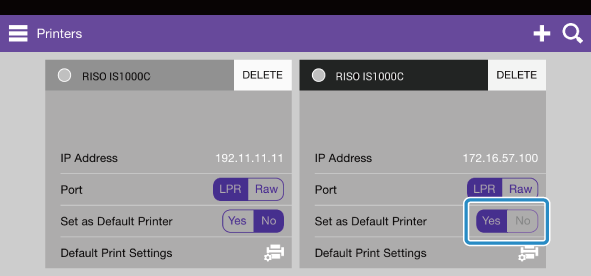 Printers
RISO IS1000C DELETE
IP Address 192.11.11.11
Port LPR Raw
Set as Default Printer Yes No
Default Print Settings
RISO IS1000C DELETE
IP Address 172.16.57.100
Port LPR Raw
Set as Default Printer Yes No
Default Print Settings